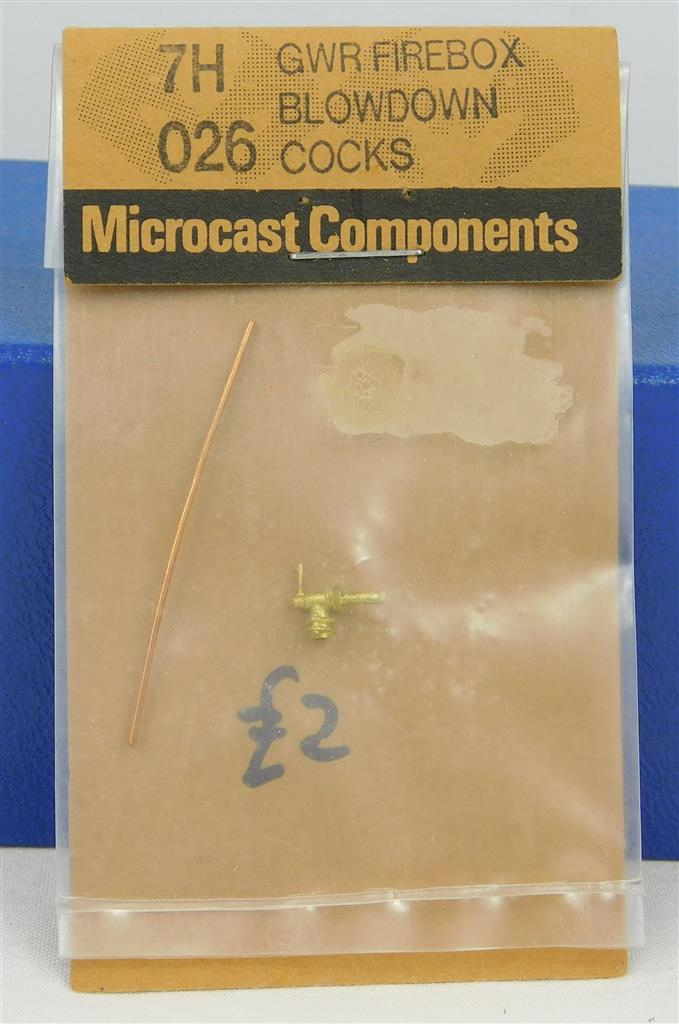 7H GWR FIREBOX
BLOWDOWN
026 COCKS
Microcast Components
£2